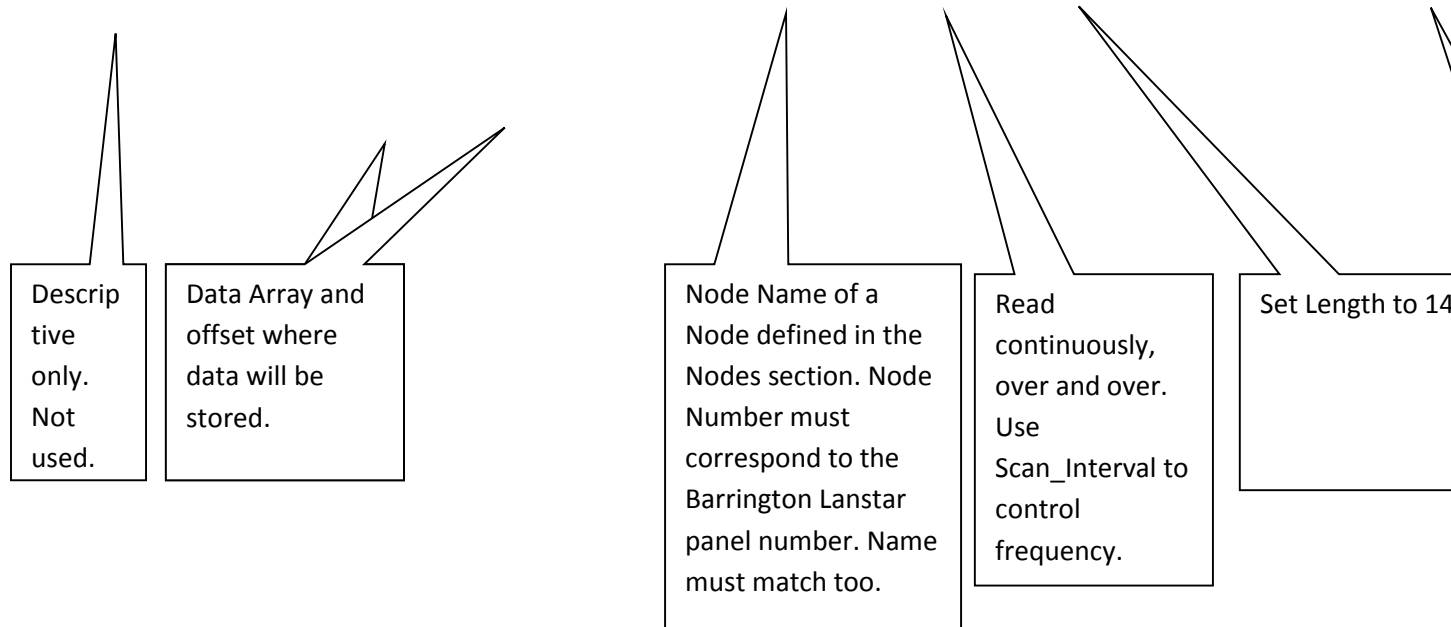 Descrip
tive
only.
Not
used.
Data Array and
offset where
data will be
stored.
Node Name of a
Node defined in the
Nodes section. Node
Number must
correspond to the
Barrington Lanstar
panel number. Name
must match too.
Read
continuously,
over and over.
Use
Scan_Interval to
control
frequency.
Set Length to 14